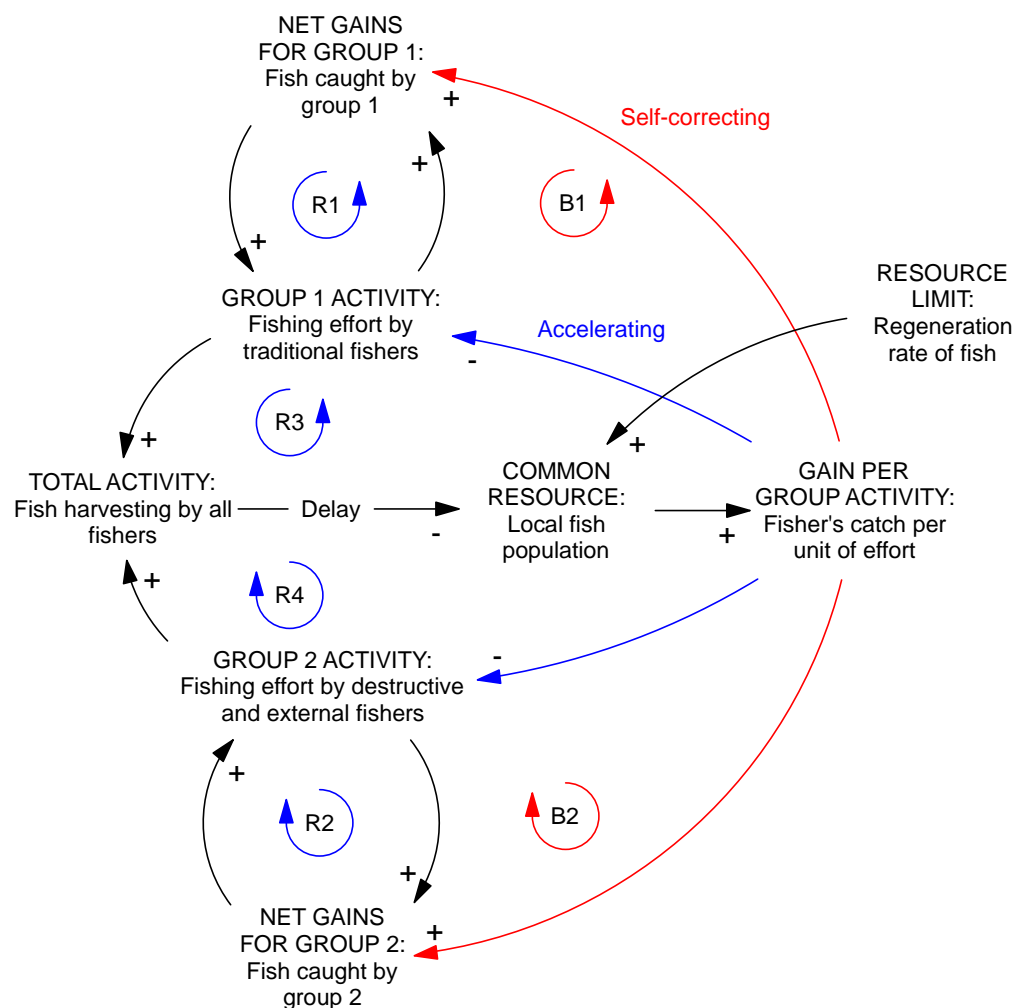 NET GAINS
FOR GROUP 1:
Fish caught by
group 1
+
Self-correcting
+
R1
B1
+
RESOURCE
LIMIT:
Regeneration
rate of fish
GROUP 1 ACTIVITY:
Fishing effort by
traditional fishers
Accelerating
-
R3
+
+
TOTAL ACTIVITY:
Fish harvesting by all
fishers
Delay
-
COMMON
RESOURCE:
Local fish
population
+
GAIN PER
GROUP ACTIVITY:
Fisher's catch per
unit of effort
+
R4
-
GROUP 2 ACTIVITY:
Fishing effort by destructive
and external fishers
+
R2
B2
+
+
NET GAINS
FOR GROUP 2:
Fish caught by
group 2